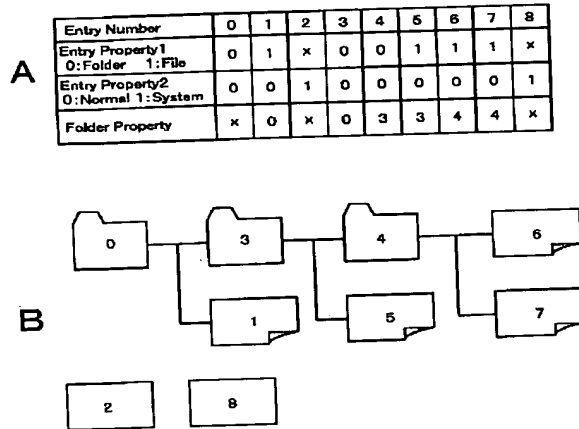 Entry Number 0 1 2 3 4 5 6 7 8
Entry Property1
0:Folder 1:File 0 1 × 0 0 1 1 1 ×
A
Entry Property2
0:Normal 1:System 0 0 1 0 0 0 0 0 1
Folder Property × 0 × 0 3 3 4 4 ×
0 3 4 6
B
1 5 7
2 8